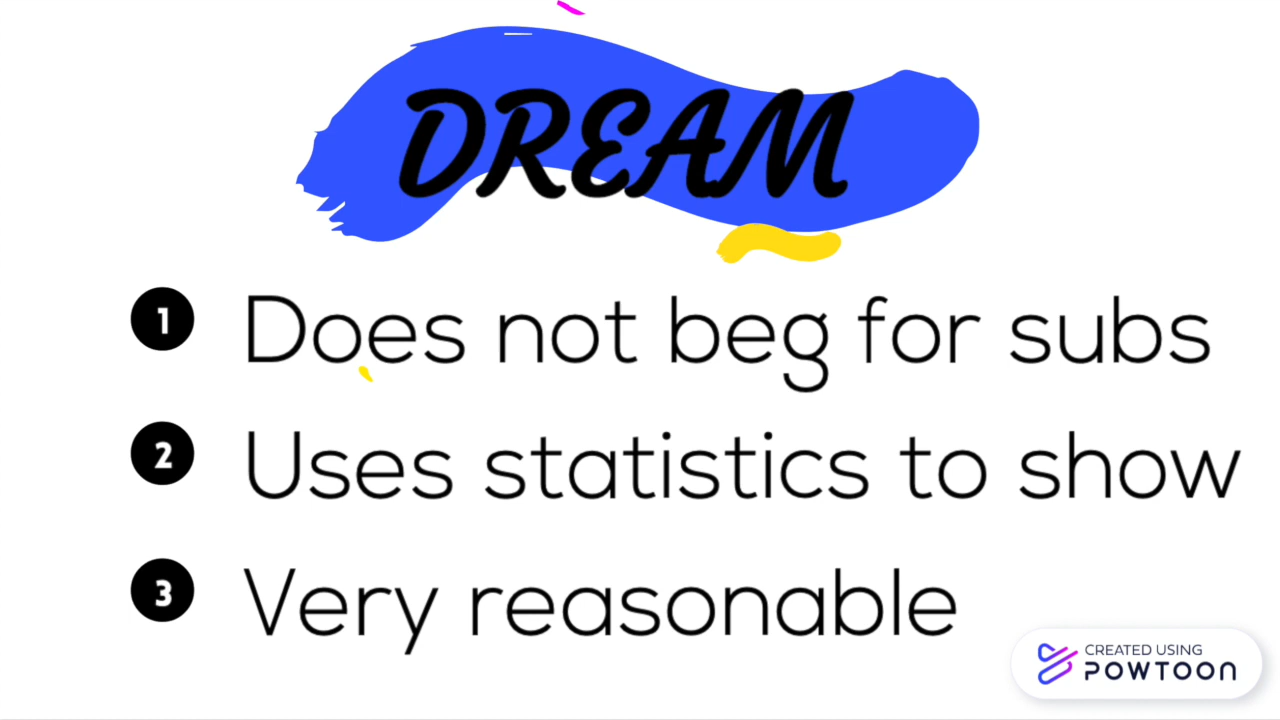 DREAM
1 Does not beg for subs
2 Uses statistics to show
3 Very reasonable
CREATED USING
POWTOON